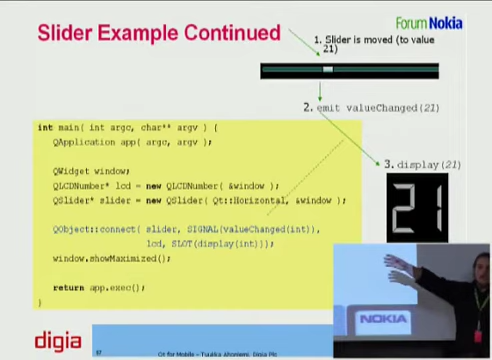 Slider Example Continued
Forum Nokia
1. Slider is moved (to value
21)
2. emit valueChanged(21)
3. display(21)
21
int main( int argc, char** argv ) {
QApplication app( argc, argv );
QWidget window;
QLCDNumber* lcd = new QLCDNumber( &window );
QSlider* slider = new QSlider( Qt::Horizontal, &window );
QObject::connect( slider, SIGNAL(valueChanged(int)),
lcd, SLOT(display(int)));
window.showMaximized();
return app.exec();
}
NOKIA
digia
57
Qt for Mobile – Tuukka Ahoniemi, Digia Plc